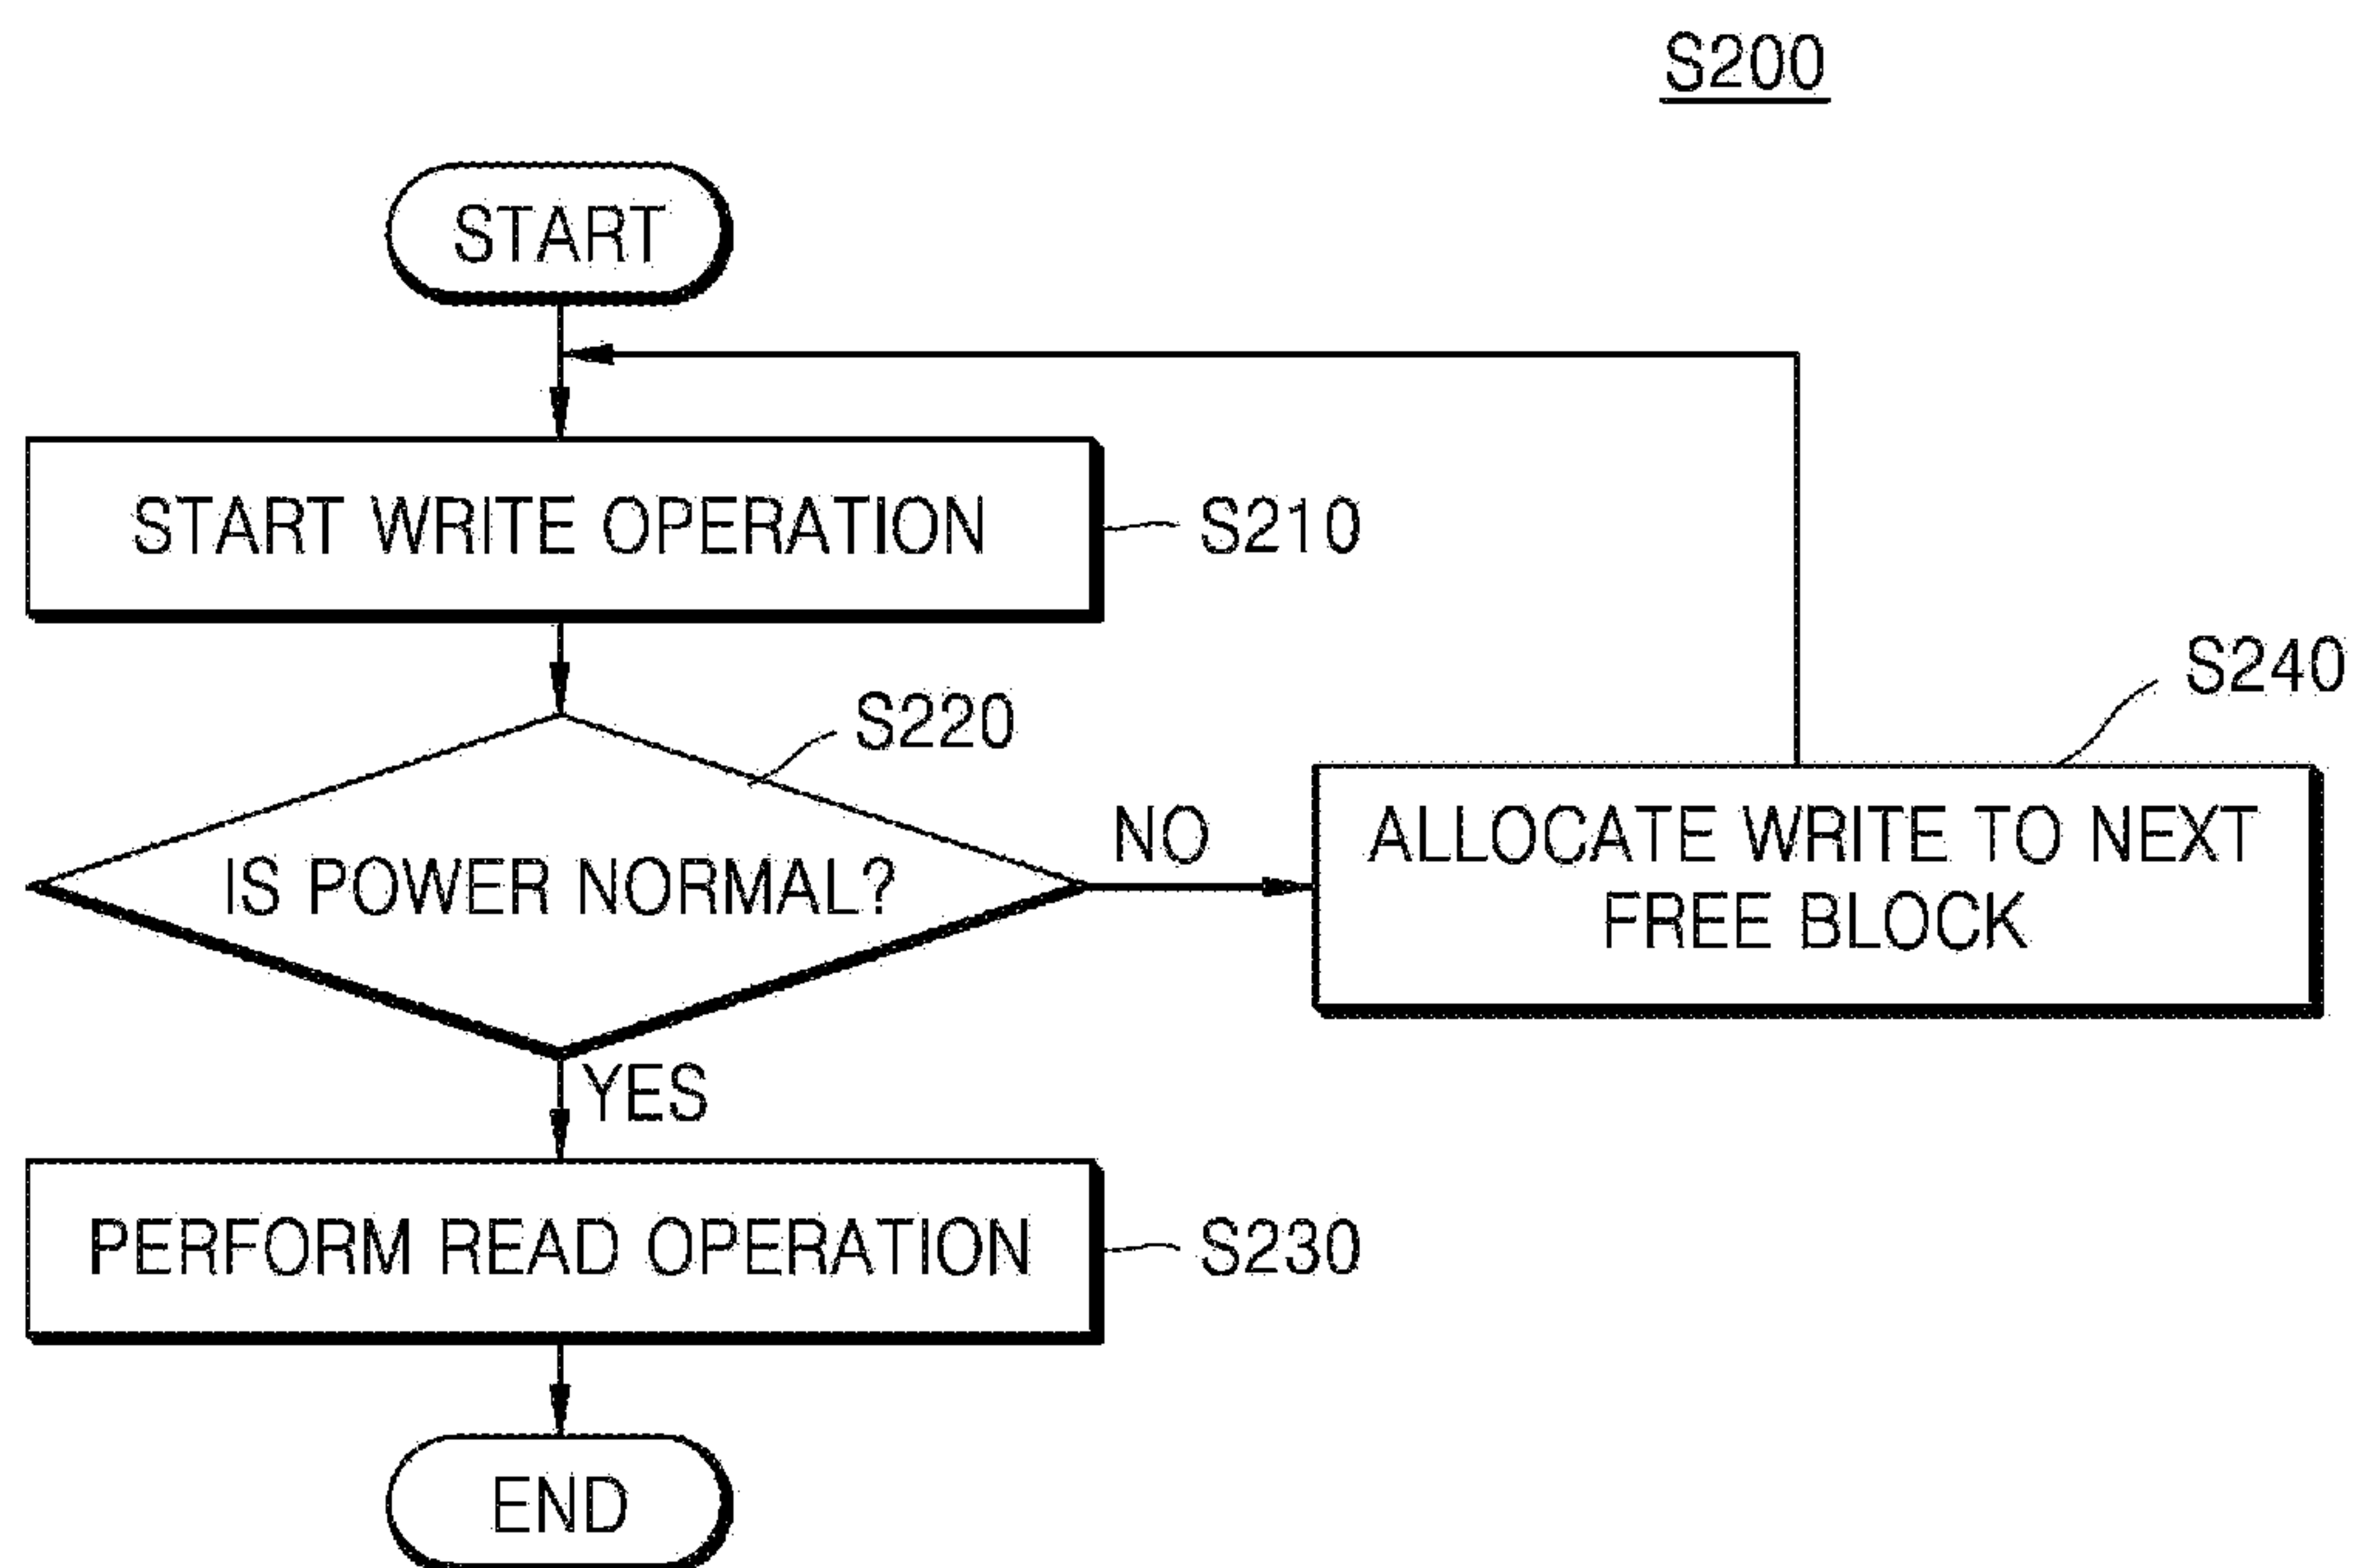 S200
START
START WRITE OPERATION
S210
S220
IS POWER NORMAL?
NO
S240
ALLOCATE WRITE TO NEXT
FREE BLOCK
YES
PERFORM READ OPERATION
S230
END